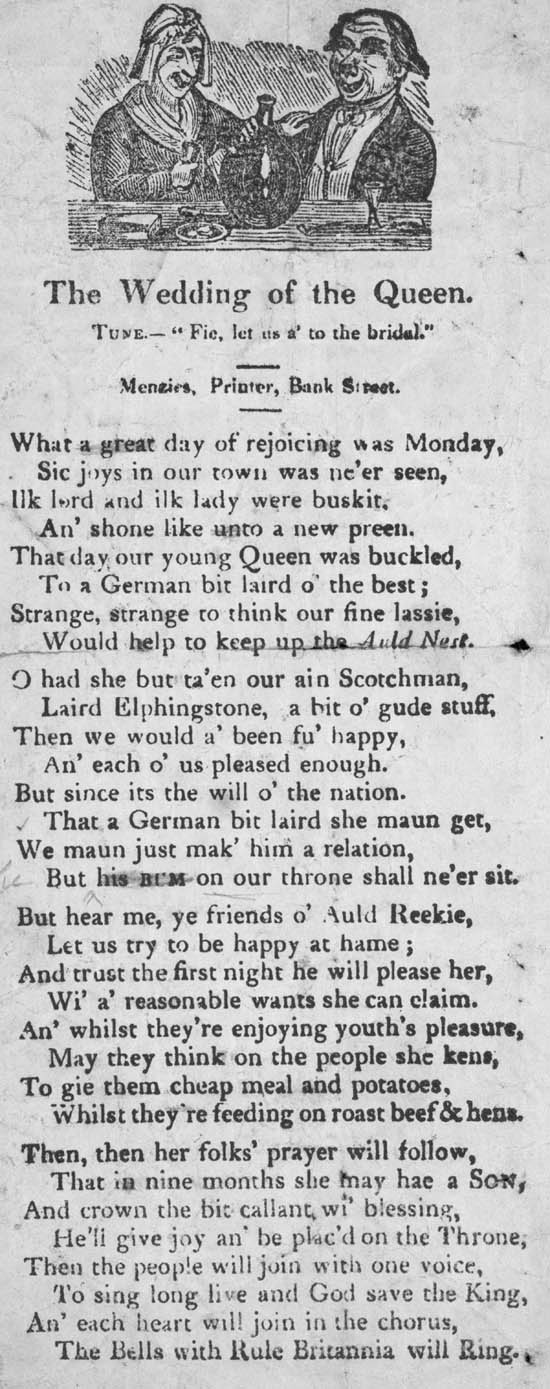 The Wedding of the Queen.
TUNE.— “ Fie, let us a' to the bridal.”
Menzies, Printer, Bank Street.
What a great day of rejoicing was Monday,
Sic joys in our town was ne'er seen,
Ilk lord and ilk lady were buskit,
An' shone like unto a new preen.
That day our young Queen was buckled,
To a German bit laird o' the best ;
Strange, strange to think our fine lassie,
Would help to keep up the Auld Nest.
O had she but ta'en our ain Scotchman,
Laird Elphingstone, a bit o' gude stuff,
Then we would a' been fu' happy,
An' each o' us pleased enough.
But since its the will o' the nation.
That a German bit laird she maun get,
We maun just mak' him a relation,
But his BUM on our throne shall ne'er sit.
But hear me, ye friends o' Auld Reekie,
Let us try to be happy at hame ;
And trust the first night he will please her,
Wi' a' reasonable wants she can claim.
An' whilst they're enjoying youth's pleasure,
May they think on the people she kens,
To gie them cheap meal and potatoes,
Whilst they're feeding on roast beef & hens.
Then, then her folks' prayer will follow,
That in nine months she may hae a SON,
And crown the bit callant, wi' blessing,
He'll give joy an' be plac'd on the Throne,
Then the people will join with one voice,
To sing long live and God save the King,
An' each heart will join in the chorus,
The Bells with Rule Britannia will Ring.